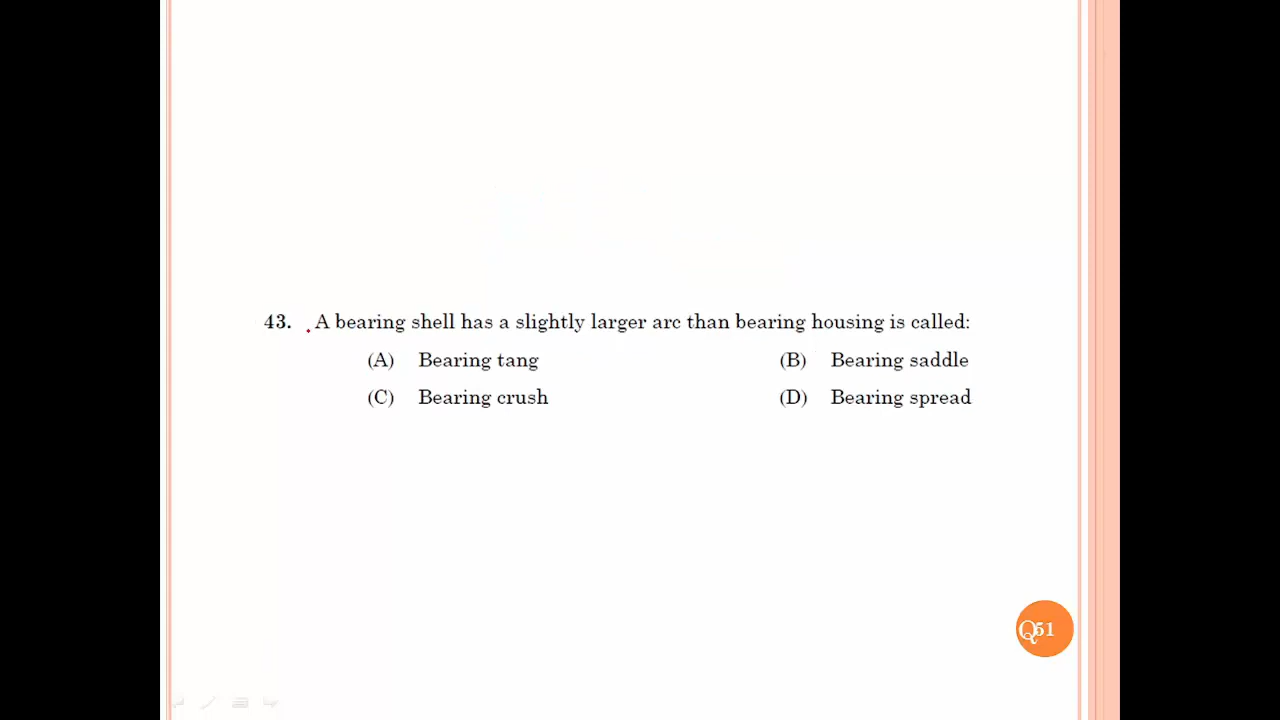 43. A bearing shell has a slightly larger arc than bearing housing is called:
(A) Bearing tang (B) Bearing saddle
(C) Bearing crush (D) Bearing spread
Q51